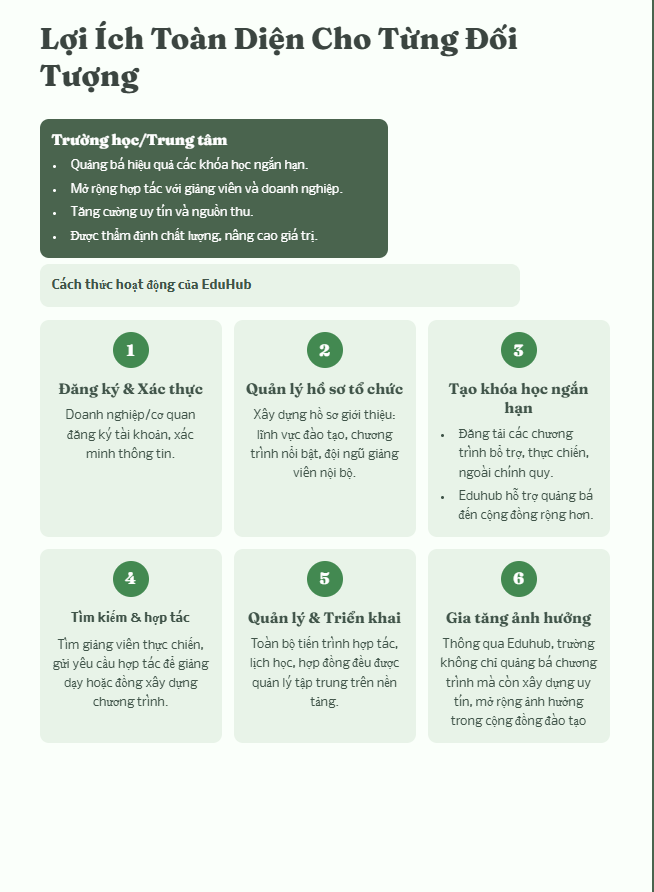 Lợi Ích Toàn Diện Cho Từng Đối
Tượng
Trường học/Trung tâm
• Quảng bá hiệu quả các khóa học ngắn hạn.
• Mở rộng hợp tác với giảng viên và doanh nghiệp.
• Tăng cường uy tín và nguồn thu.
• Được thẩm định chất lượng, nâng cao giá trị.
Cách thức hoạt động của EduHub
1
Đăng ký & Xác thực
Doanh nghiệp/cơ quan
đăng ký tài khoản, xác
minh thông tin.
2
Quản lý hồ sơ tổ chức
Xây dựng hồ sơ giới thiệu:
lĩnh vực đào tạo, chương
trình nổi bật, đội ngũ giảng
viên nội bộ.
3
Tạo khóa học ngắn
hạn
• Đăng tải các chương
trình bổ trợ, thực chiến,
ngoài chính quy.
• Eduhub hỗ trợ quảng bá
đến cộng đồng rộng hơn.
4
Tìm kiếm & hợp tác
Tìm giảng viên thực chiến,
gửi yêu cầu hợp tác để giảng
dạy hoặc đồng xây dựng
chương trình.
5
Quản lý & Triển khai
Toàn bộ tiến trình hợp tác,
lịch học, hợp đồng đều được
quản lý tập trung trên nền
tảng.
6
Gia tăng ảnh hưởng
Thông qua Eduhub, trường
không chỉ quảng bá chương
trình mà còn xây dựng uy
tín, mở rộng ảnh hưởng
trong cộng đồng đào tạo